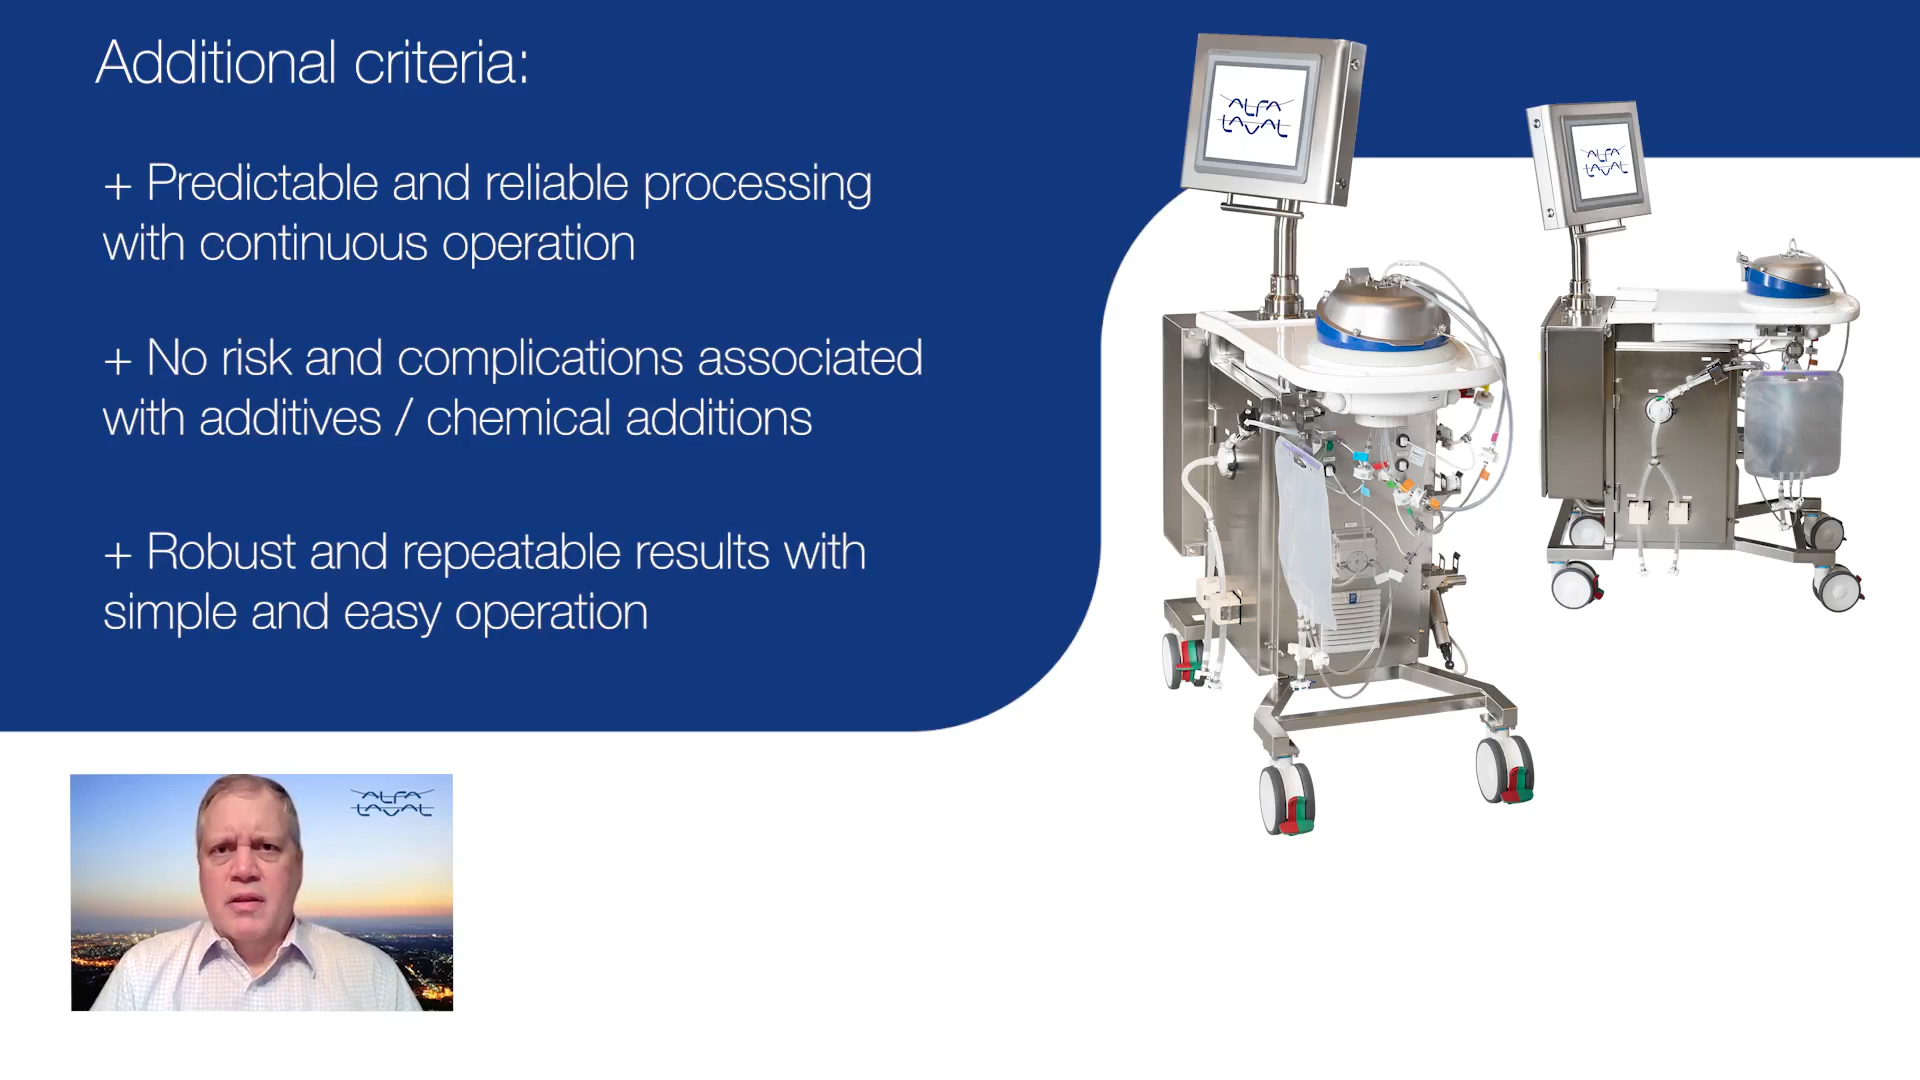 Additional criteria:
+ Predictable and reliable processing
with continuous operation
+ No risk and complications associated
with additives / chemical additions
+ Robust and repeatable results with
simple and easy operation
ALFA
LAVAL
ALFA
LAVAL
ALFA
LAVAL